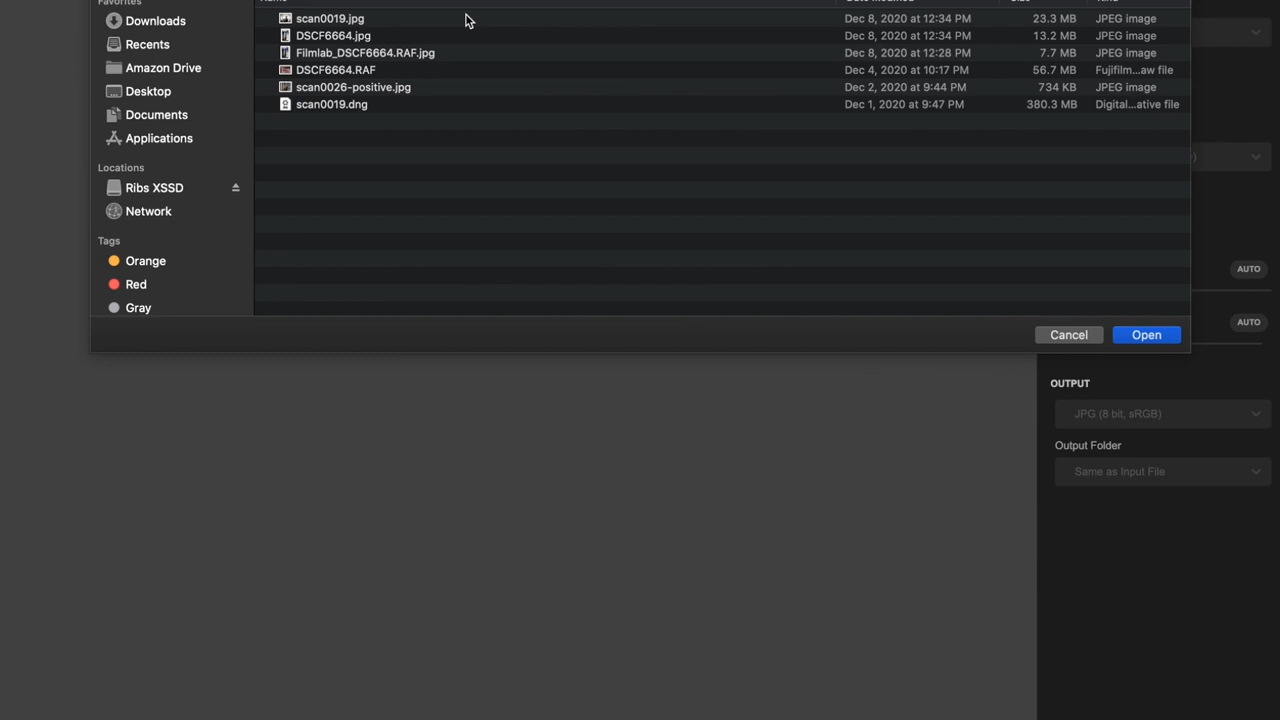 Favorites
Downloads
Recents
Amazon Drive
Desktop
Documents
Applications
Locations
Ribs XSSD
Network
Tags
Orange
Red
Gray
scan0019.jpg Dec 8, 2020 at 12:34 PM 23.3 MB JPEG image
DSCF6664.jpg Dec 8, 2020 at 12:34 PM 13.2 MB JPEG image
Filmlab_DSCF6664.RAF.jpg Dec 8, 2020 at 12:28 PM 7.7 MB JPEG image
DSCF6664.RAF Dec 4, 2020 at 10:17 PM 56.7 MB Fujifilm...aw file
scan0026-positive.jpg Dec 2, 2020 at 9:44 PM 734 KB JPEG image
scan0019.dng Dec 1, 2020 at 9:47 PM 380.3 MB Digital...ative file
Cancel Open
AUTO
AUTO
OUTPUT
JPG (8 bit, sRGB)
Output Folder
Same as Input File